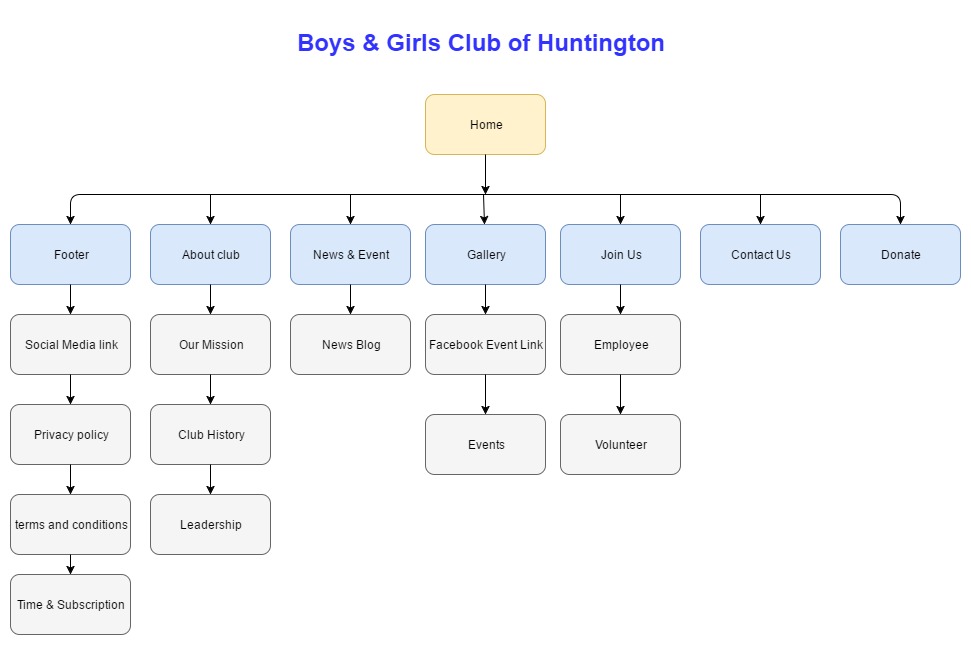 Boys & Girls Club of Huntington
Home
Footer
About club
News & Event
Gallery
Join Us
Contact Us
Donate
Social Media link
Our Mission
News Blog
Facebook Event Link
Employee
Privacy policy
Club History
Events
Volunteer
terms and conditions
Leadership
Time & Subscription